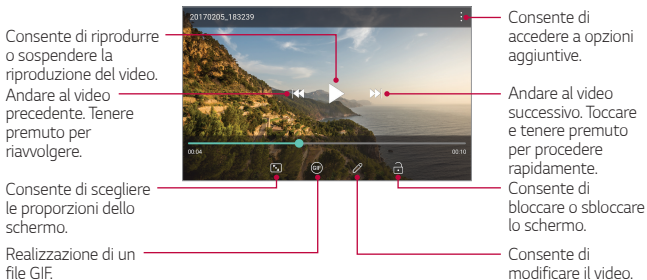 20170205_183239
Consente di riprodurre
o sospendere la
riproduzione del video.
Andare al video
precedente. Tenere
premuto per
riavvolgere.
Consente di scegliere
le proporzioni dello
schermo.
Realizzazione di un
file GIF.
00:04
00:10
GIF
Consente di
accedere a opzioni
aggiuntive.
Andare al video
successivo. Toccare
e tenere premuto
per procedere
rapidamente.
Consente di
bloccare o sbloccare
lo schermo.
Consente di
modificare il video.